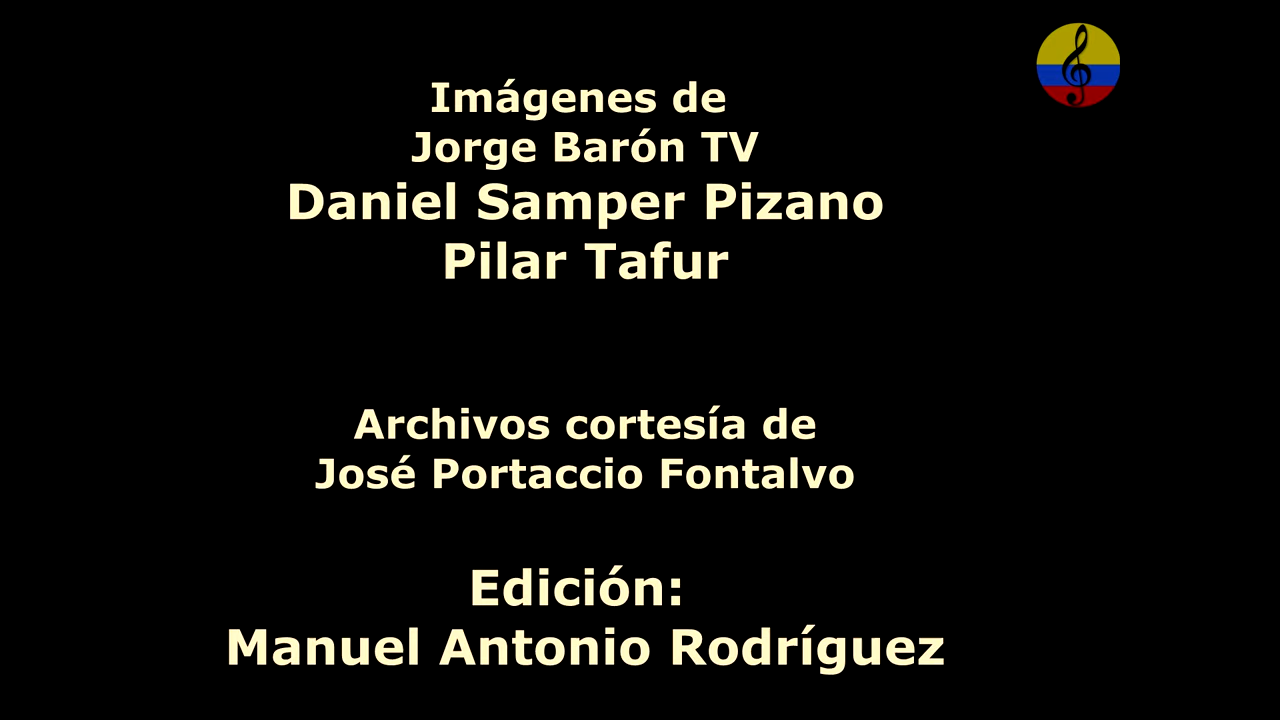 Imágenes de
Jorge Barón TV
Daniel Samper Pizano
Pilar Tafur
Archivos cortesía de
José Portaccio Fontalvo
Edición:
Manuel Antonio Rodríguez